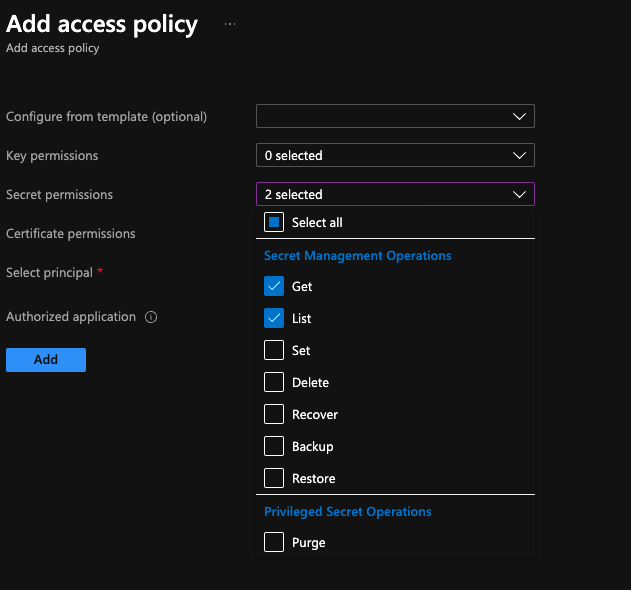 Add access policy ...
Add access policy
Configure from template (optional)
Key permissions
0 selected
Secret permissions
2 selected
Select all
Certificate permissions
Secret Management Operations
Select principal *
Get
Authorized application
List
Set
Add
Delete
Recover
Backup
Restore
Privileged Secret Operations
Purge